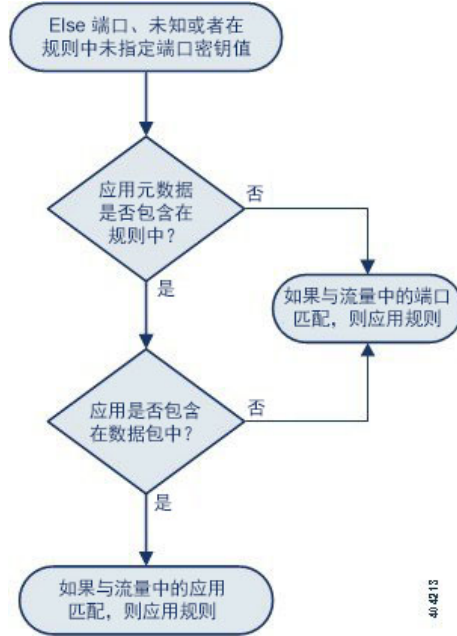 Else 端口、未知或者在
规则中未指定端口密钥值
应用元数据
是否包含在
规则中？
否
是
如果与流量中的端口
匹配，则应用规则
应用是否包含
在数据包中？
否
是
如果与流量中的应用
匹配，则应用规则
404213